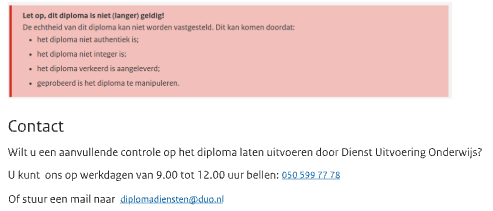 Let op, dit diploma is niet (langer) geldig!
De echtheid van dit diploma kan niet worden vastgesteld. Dit kan komen doordat:
• het diploma niet authentiek is;
• het diploma niet integer is;
• het diploma verkeerd is aangeleverd;
• geprobeerd is het diploma te manipuleren.
Contact
Wilt u een aanvullende controle op het diploma laten uitvoeren door Dienst Uitvoering Onderwijs?
U kunt ons op werkdagen van 9.00 tot 12.00 uur bellen: 050 599 77 78
Of stuur een mail naar diplomadiensten@duo.nl